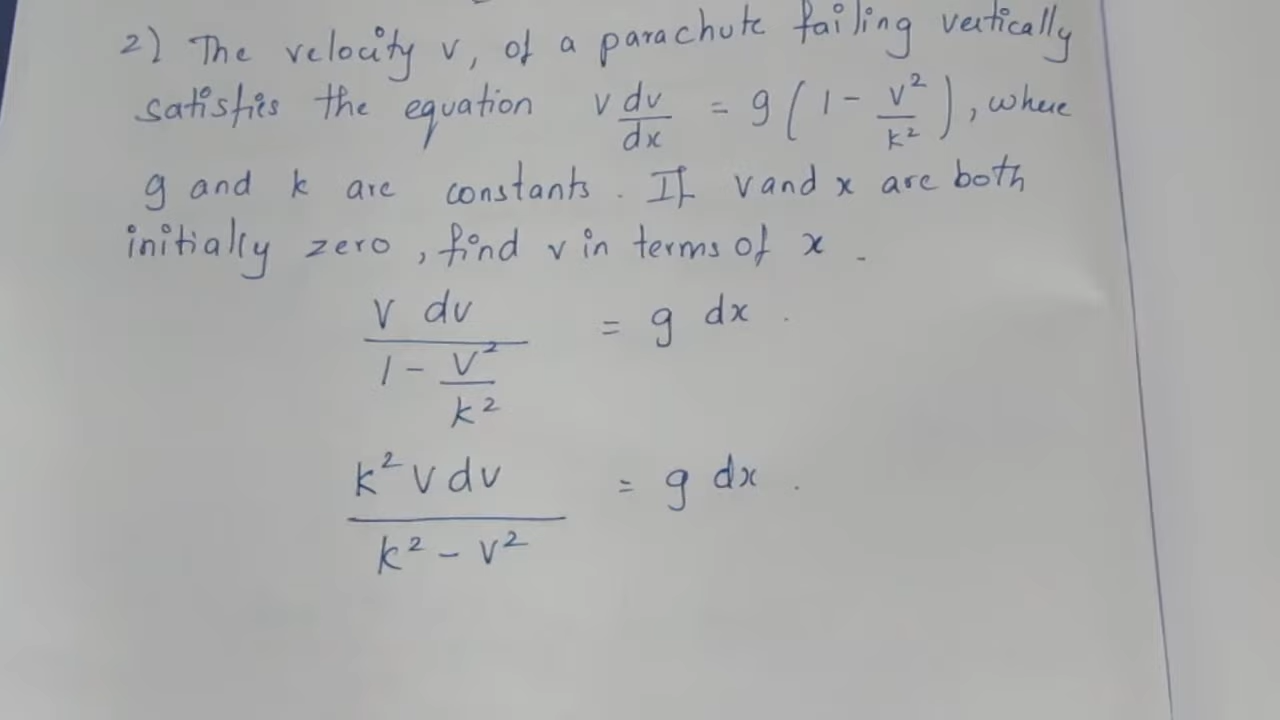 2) The velocity v, of a parachute failing vertically
satisfies the equation v dv/dx = g(1 - v²/k²), where
g and k are constants. If v and x are both
initially zero, find v in terms of x.
v dv / (1 - v²/k²) = g dx.
k² v dv / (k² - v²) = g dx.